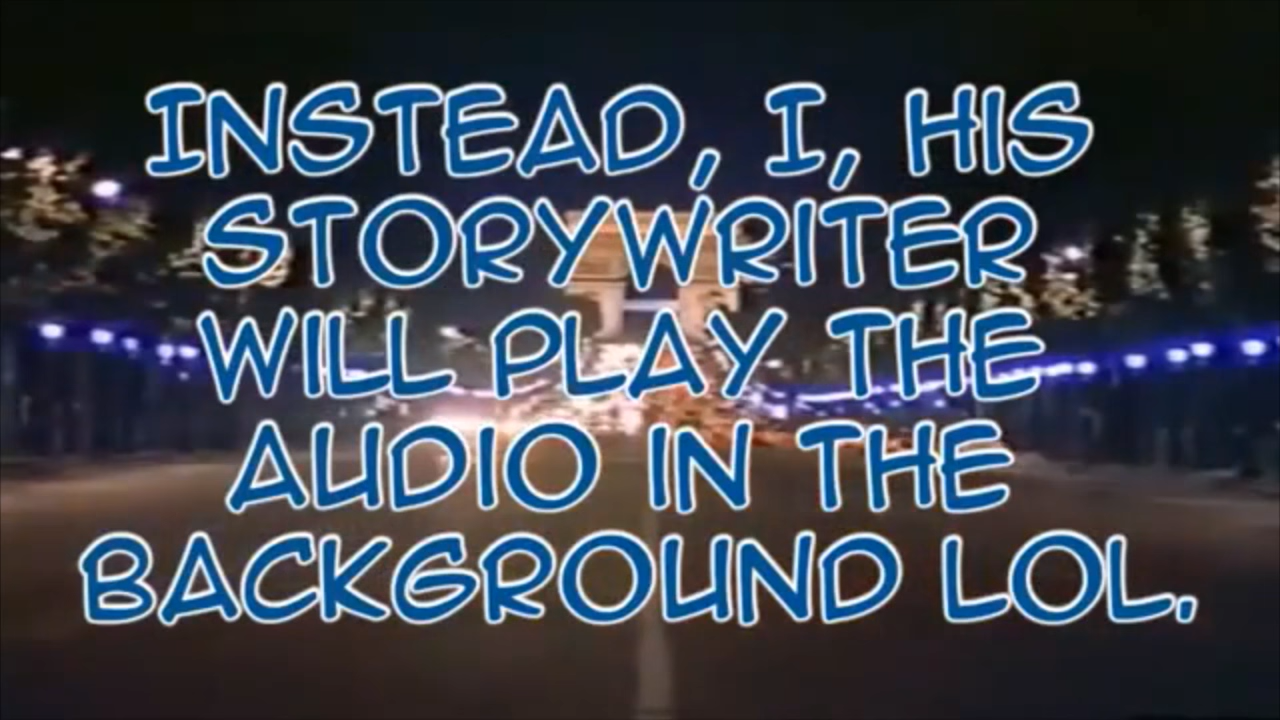 INSTEAD, I, HIS
STORYWRITER
WILL PLAY THE
AUDIO IN THE
BACKGROUND LOL.